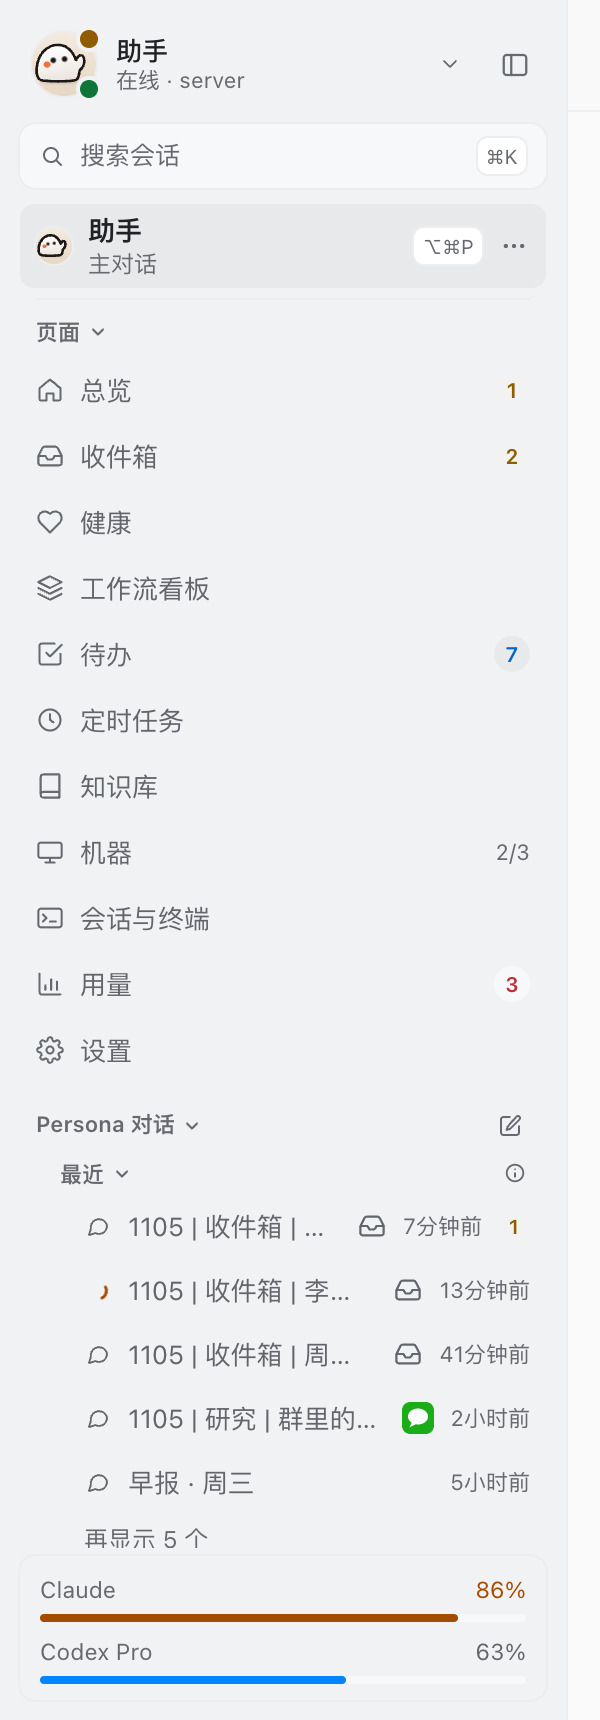 助手
在线 · server
搜索会话 ⌘K
助手
主对话
⌥⌘P
页面
总览 1
收件箱 2
健康
工作流看板
待办 7
定时任务
知识库
机器 2/3
会话与终端
用量 3
设置
Persona 对话
最近
1105 | 收件箱 | ... 7分钟前 1
1105 | 收件箱 | 李... 13分钟前
1105 | 收件箱 | 周... 41分钟前
1105 | 研究 | 群里的... 2小时前
早报 · 周三 5小时前
再显示 5 个
Claude 86%
Codex Pro 63%